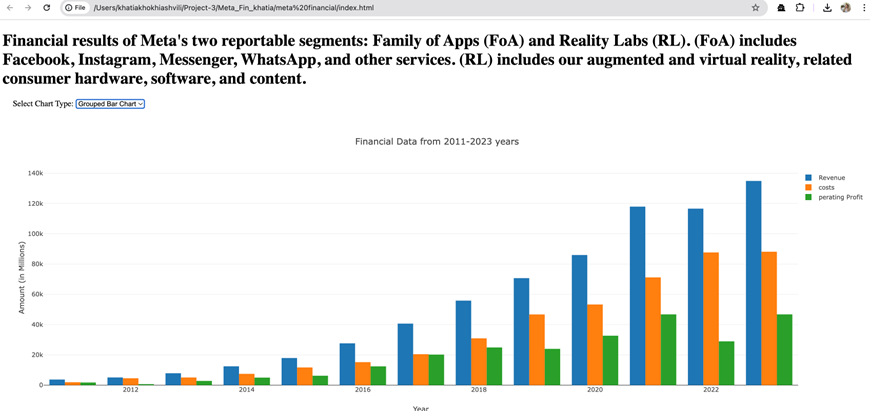 File /Users/khatiakhokhiashvili/Project-3/Meta_Fin_khatia/meta%20financial/index.html
Financial results of Meta's two reportable segments: Family of Apps (FoA) and Reality Labs (RL). (FoA) includes
Facebook, Instagram, Messenger, WhatsApp, and other services. (RL) includes our augmented and virtual reality, related
consumer hardware, software, and content.
Select Chart Type: Grouped Bar Chart
Financial Data from 2011-2023 years
140k
120k
100k
80k
60k
40k
20k
0
Amount (in Millions)
2012 2014 2016 2018 2020 2022
Year
Revenue
costs
perating Profit